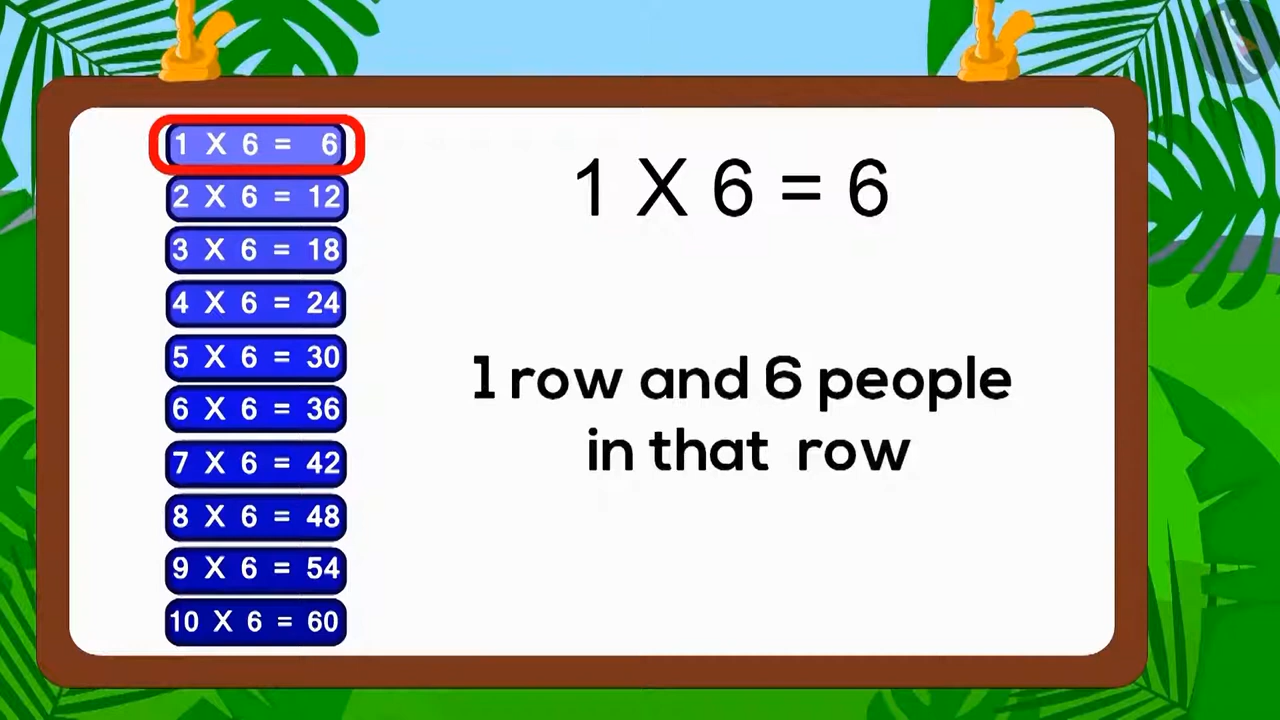 1 X 6 = 6
2 X 6 = 12
3 X 6 = 18
4 X 6 = 24
5 X 6 = 30
6 X 6 = 36
7 X 6 = 42
8 X 6 = 48
9 X 6 = 54
10 X 6 = 60
1 X 6 = 6
1 row and 6 people
in that row